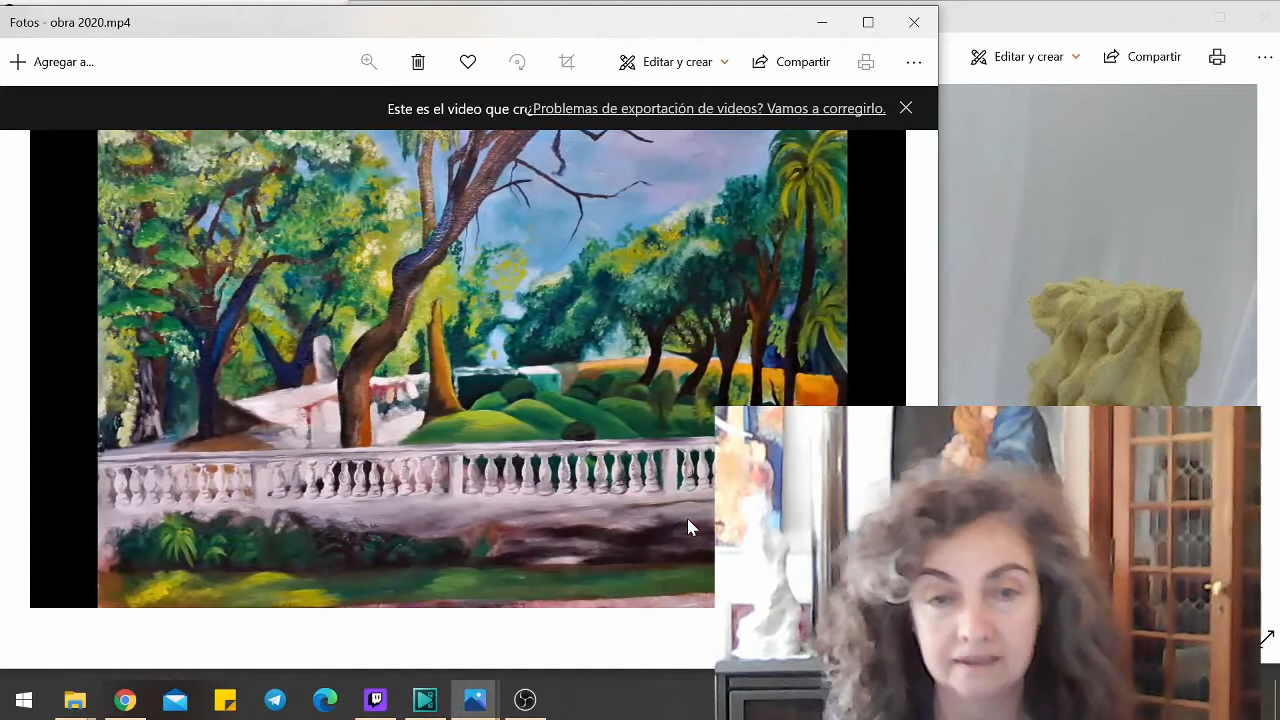 Fotos - obra 2020.mp4
Agregar a...
Editar y crear
Compartir
Editar y crear
Compartir
Este es el video que cre
¿Problemas de exportación de videos? Vamos a corregirlo.